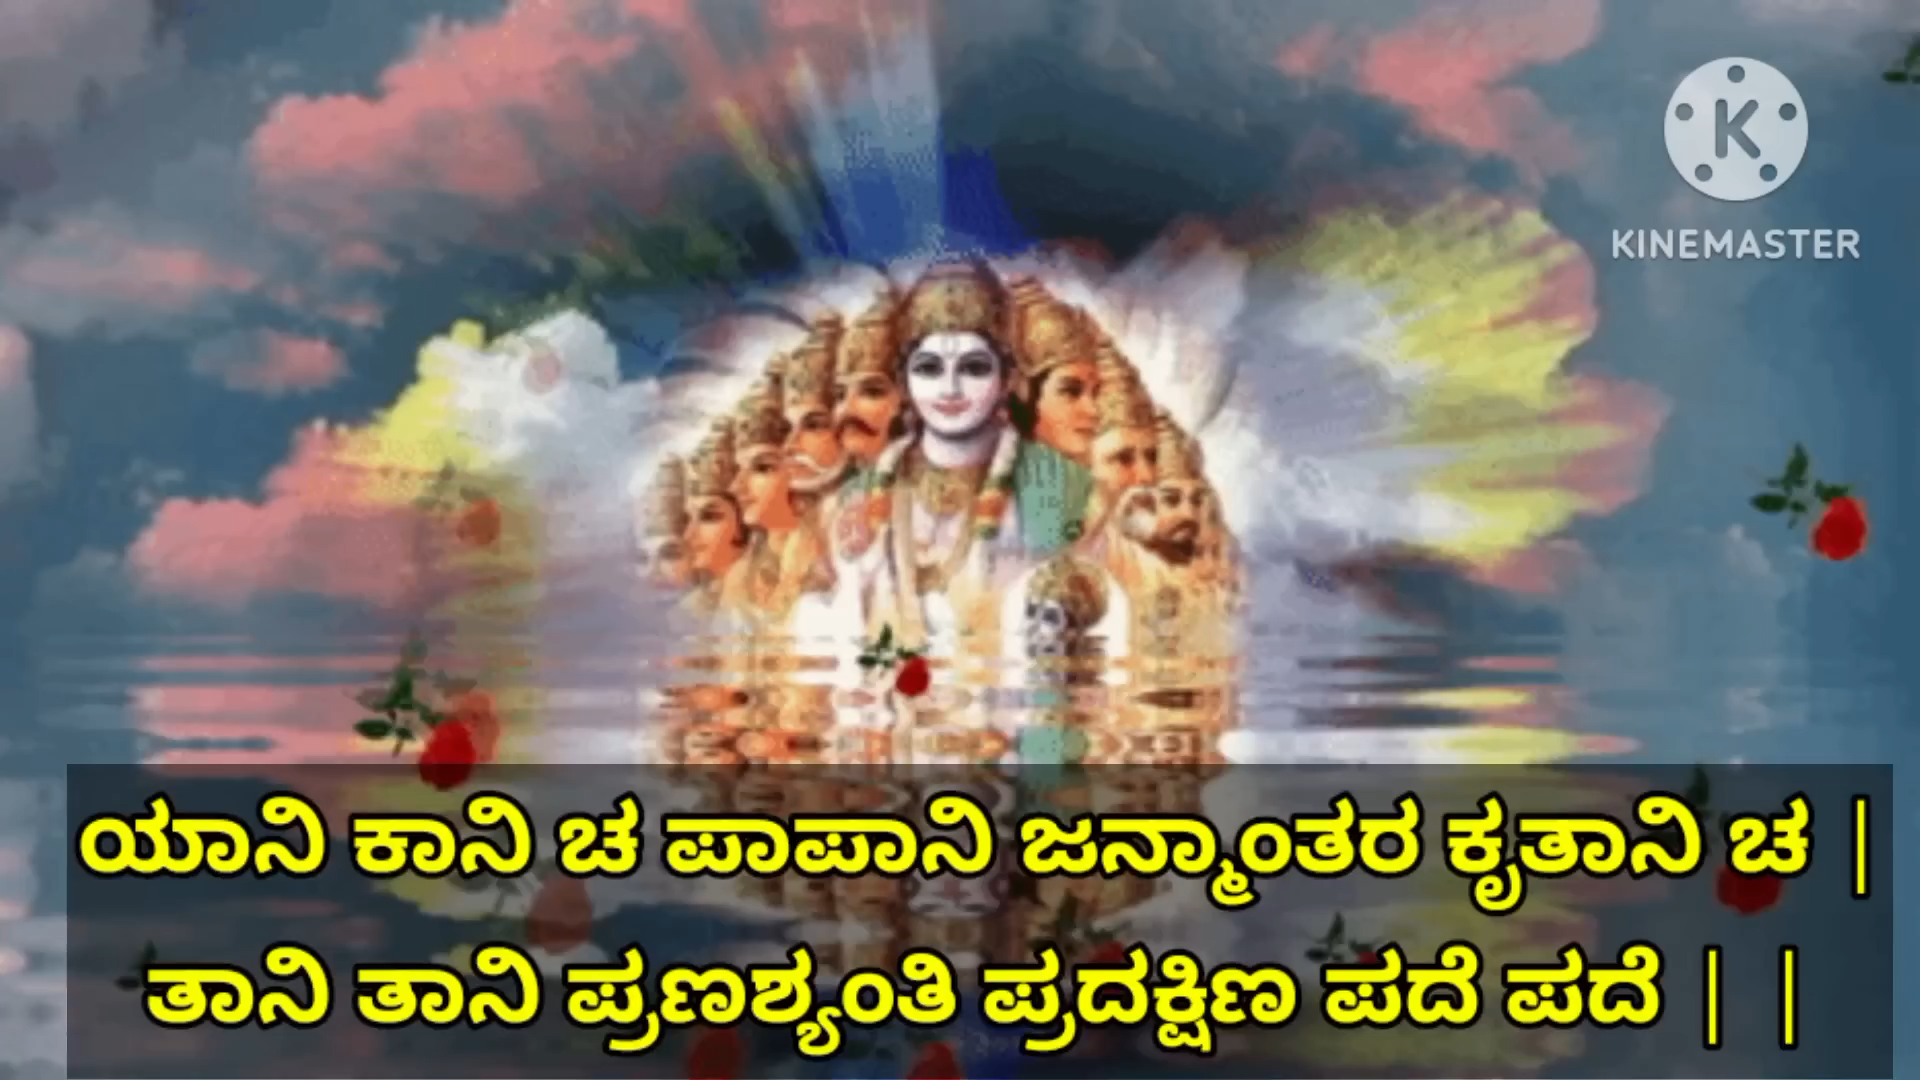 K
KINEMASTER
ಯಾನಿ ಕಾನಿ ಚ ಪಾಪಾನಿ ಜನ್ಮಾಂತರ ಕೃತಾನಿ ಚ |
ತಾನಿ ತಾನಿ ಪ್ರಣಶ್ಯಂತಿ ಪ್ರದಕ್ಷಿಣ ಪದೆ ಪದೆ | |